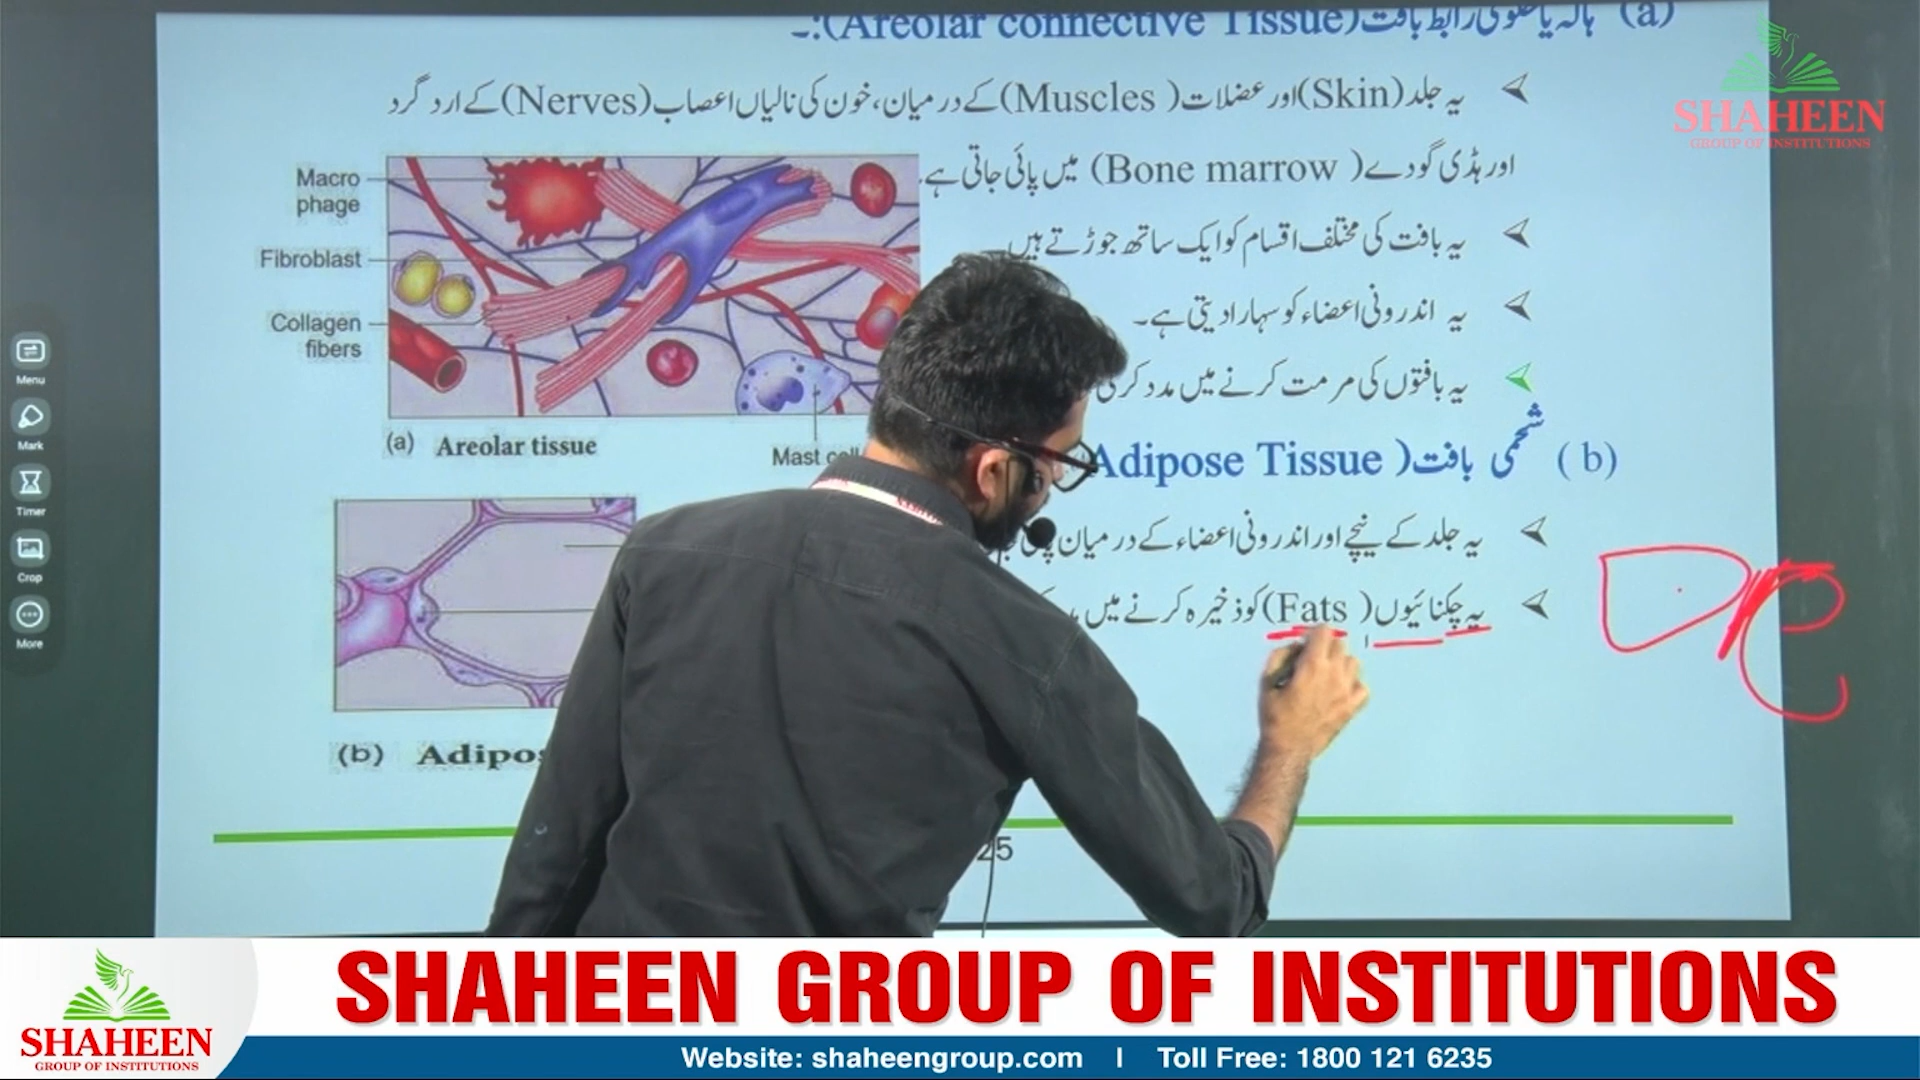 (a) ہالہ یا خلوی رابط بافت (Areolar connective Tissue):-
یہ جلد (Skin) اور عضلات (Muscles) کے درمیان، خون کی نالیاں اعصاب (Nerves) کے ارد گرد
اور ہڈی گودے (Bone marrow) میں پائی جاتی ہے
یہ بافت کی مختلف اقسام کو ایک ساتھ جوڑتے ہیں
یہ اندرونی اعضاء کو سہارا دیتی ہے۔
یہ بافتوں کی مرمت کرنے میں مدد کرتی
Macro
phage
Fibroblast
Collagen
fibers
Mast cell
(a) Areolar tissue
(b) شحمی بافت (Adipose Tissue
یہ جلد کے نیچے اور اندرونی اعضاء کے درمیان
یہ چکنائیوں (Fats) کو ذخیرہ کرنے میں
(b) Adipos
25
Menu
Mark
Timer
Crop
More
SHAHEEN
GROUP OF INSTITUTIONS
SHAHEEN GROUP OF INSTITUTIONS
SHAHEEN
GROUP OF INSTITUTIONS
Website: shaheengroup.com | Toll Free: 1800 121 6235